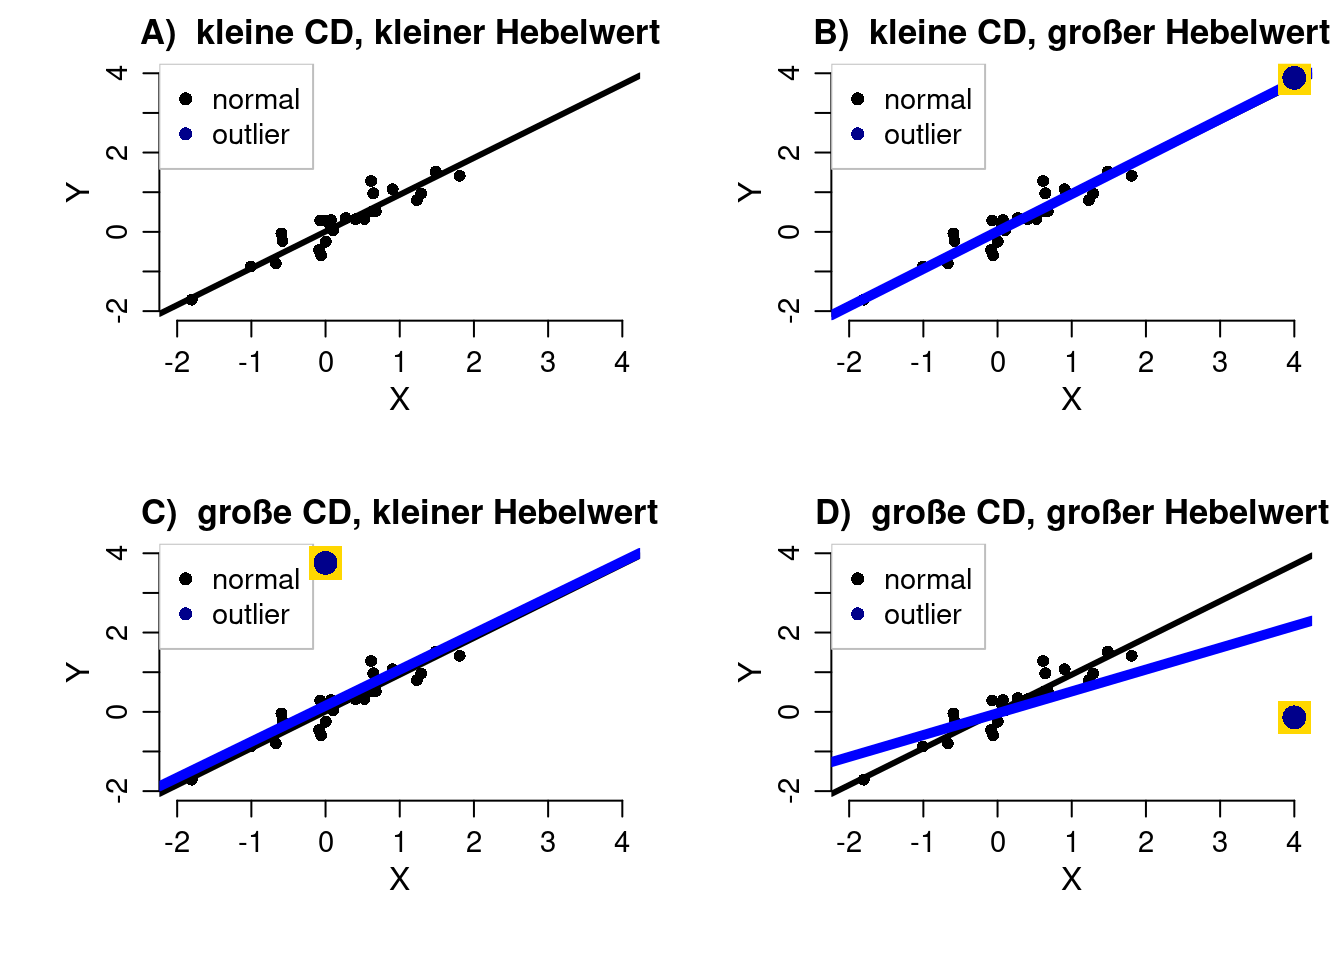 A)  kleine CD, kleiner Hebelwert
4
2
0
-2
Y
normal
outlier
-2 -1 0 1 2 3 4
X
B)  kleine CD, großer Hebelwert
4
2
0
-2
Y
normal
outlier
-2 -1 0 1 2 3 4
X
C)  große CD, kleiner Hebelwert
4
2
0
-2
Y
normal
outlier
-2 -1 0 1 2 3 4
X
D)  große CD, großer Hebelwert
4
2
0
-2
Y
normal
outlier
-2 -1 0 1 2 3 4
X